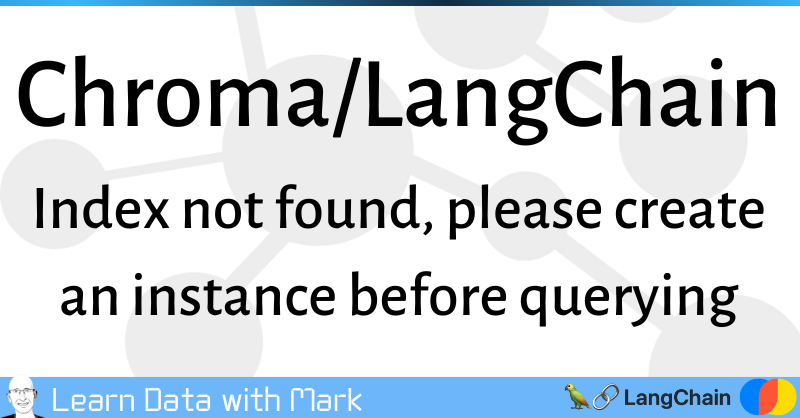 Chroma/LangChain
Index not found, please create
an instance before querying
Learn Data with Mark
LangChain